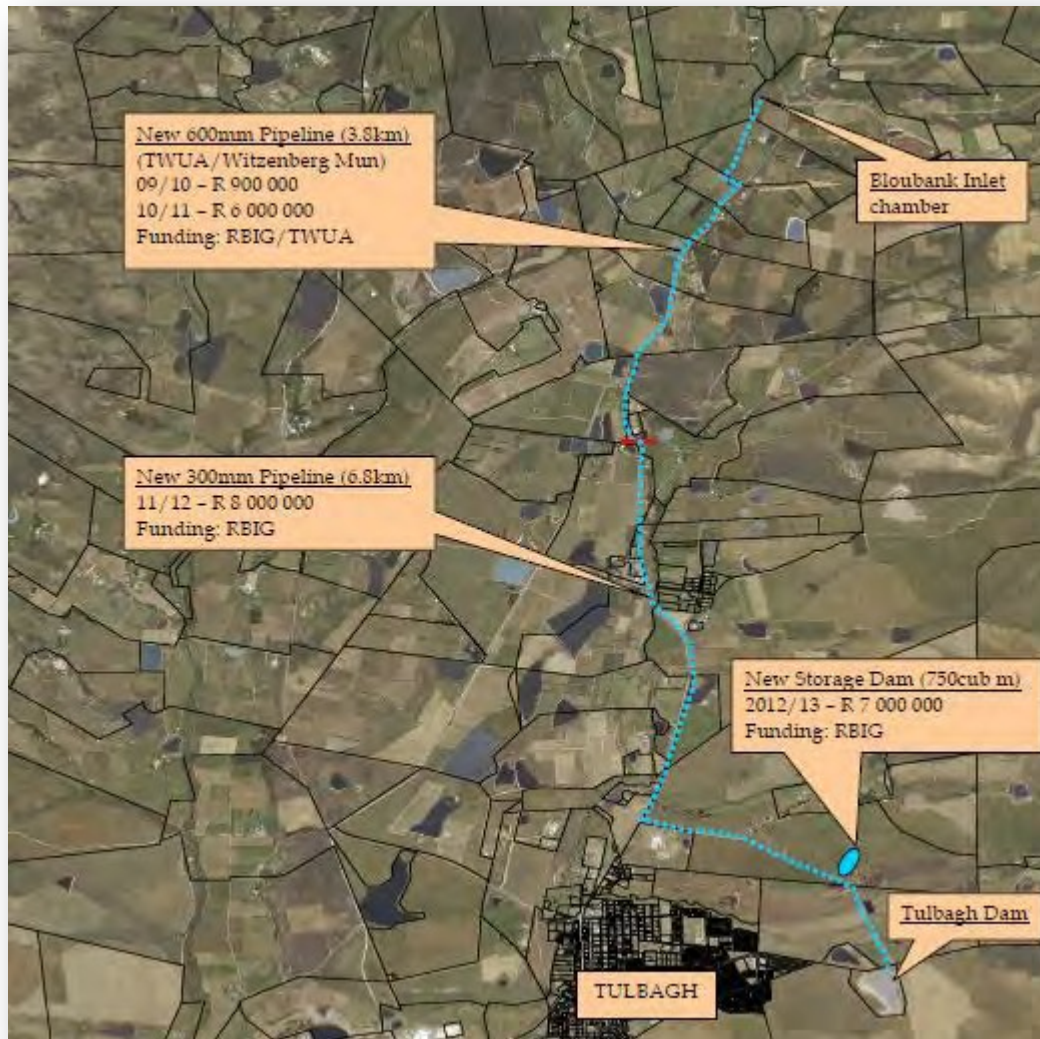 New 600mm Pipeline (3.8km)
(TWUA/Witzenberg Mun)
09/10 – R 900 000
10/11 – R 6 000 000
Funding: RBIG/TWUA
Bloubank Inlet
chamber
New 300mm Pipeline (6.8km)
11/12 – R 8 000 000
Funding: RBIG
New Storage Dam (750cub m)
2012/13 – R 7 000 000
Funding: RBIG
Tulbagh Dam
TULBAGH